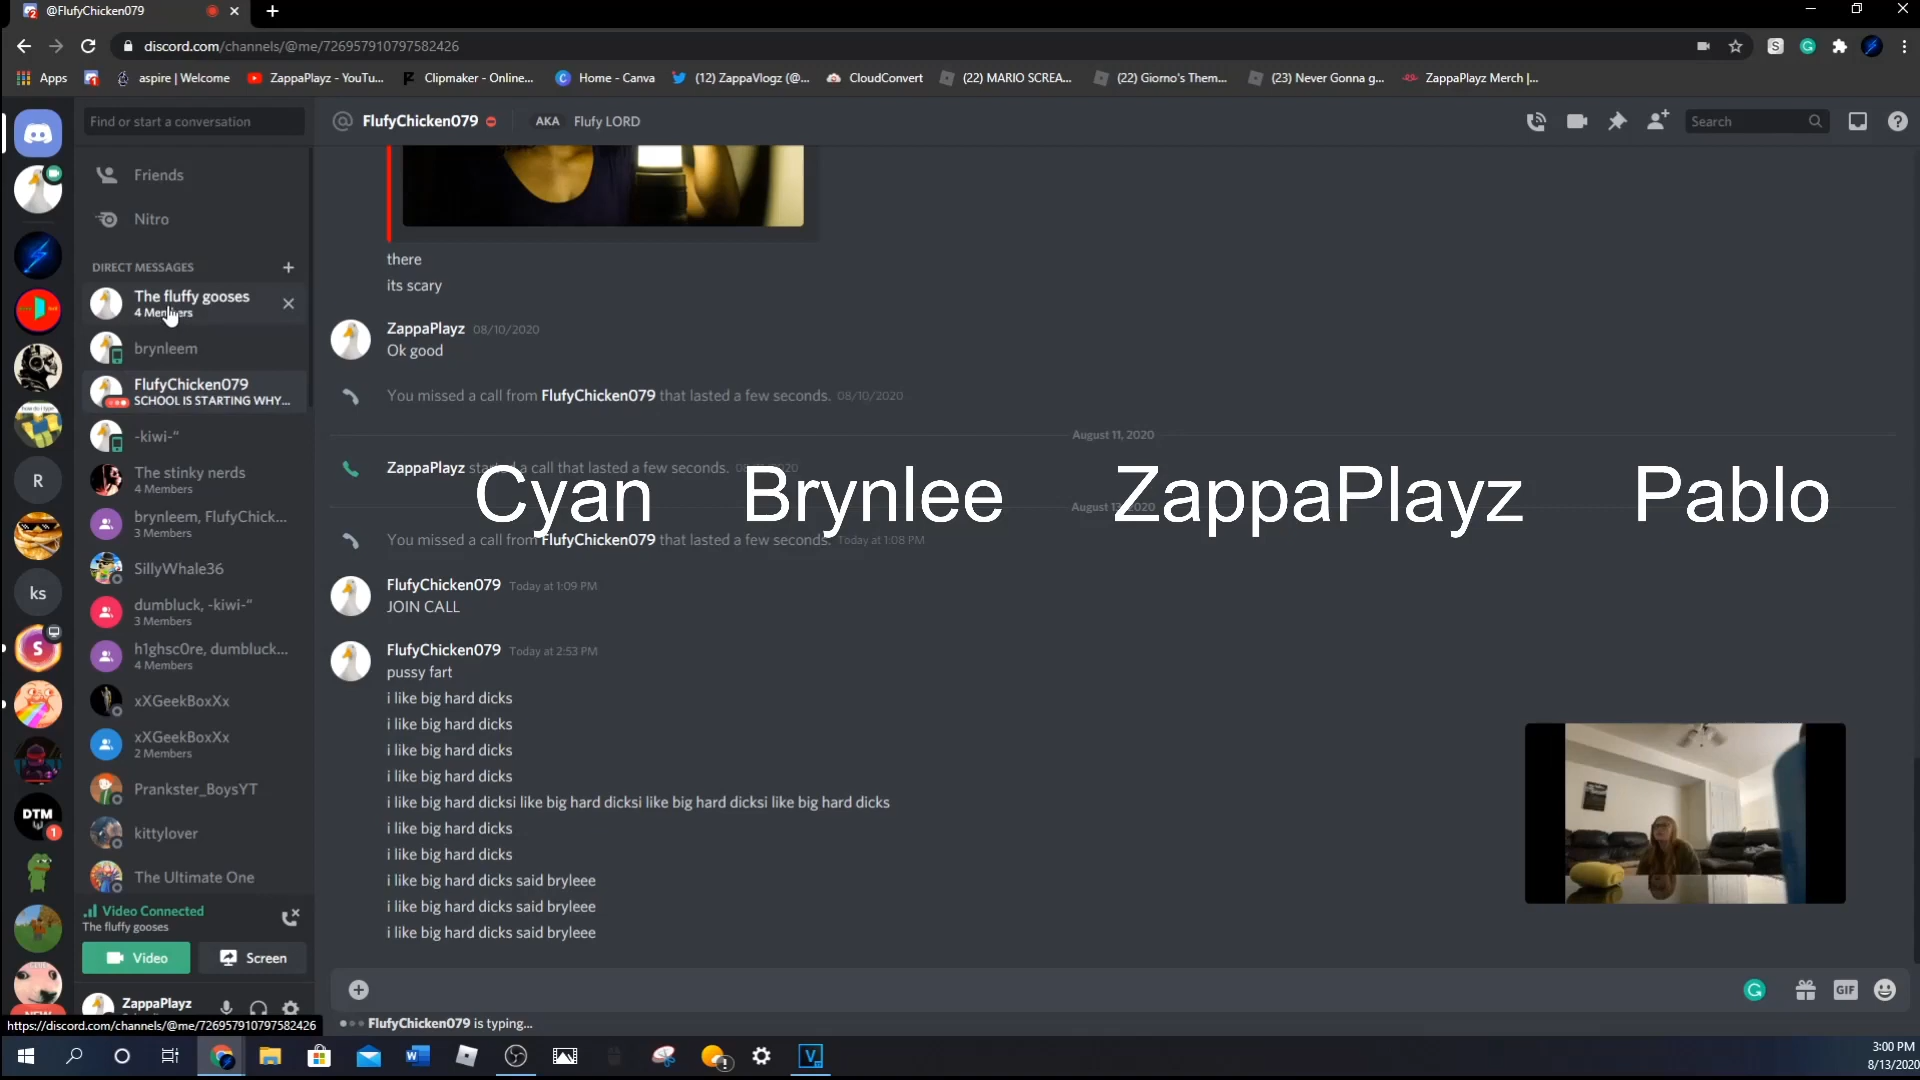 @FlufyChicken079
discord.com/channels/@me/726957910797582426
Apps
aspire | Welcome
ZappaPlayz - YouTu...
Clipmaker - Online...
Home - Canva
(12) ZappaVlogz (@...
CloudConvert
(22) MARIO SCREA...
(22) Giorno's Them...
(23) Never Gonna g...
ZappaPlayz Merch |...
Find or start a conversation
FlufyChicken079
AKA Flufy LORD
Search
Friends
Nitro
DIRECT MESSAGES
The fluffy gooses
4 Members
brynleem
FlufyChicken079
SCHOOL IS STARTING WHY...
-kiwi-“
The stinky nerds
4 Members
brynleem, FlufyChick...
3 Members
SillyWhale36
dumbluck, -kiwi-“
3 Members
h1ghsc0re, dumbluck...
4 Members
xXGeekBoxXx
xXGeekBoxXx
2 Members
Prankster_BoysYT
kittylover
The Ultimate One
R
ks
S
DTM
1
NEW
Video Connected
The fluffy gooses
Video
Screen
ZappaPlayz
https://discord.com/channels/@me/726957910797582426
there
its scary
ZappaPlayz 08/10/2020
Ok good
You missed a call from FlufyChicken079 that lasted a few seconds. 08/10/2020
August 11, 2020
ZappaPlayz started a call that lasted a few seconds.
Cyan Brynlee ZappaPlayz Pablo
August 13, 2020
You missed a call from FlufyChicken079 that lasted a few seconds. Today at 1:08 PM
FlufyChicken079 Today at 1:09 PM
JOIN CALL
FlufyChicken079 Today at 2:53 PM
pussy fart
i like big hard dicks
i like big hard dicks
i like big hard dicks
i like big hard dicks
i like big hard dicksi like big hard dicksi like big hard dicksi like big hard dicks
i like big hard dicks
i like big hard dicks
i like big hard dicks said bryleee
i like big hard dicks said bryleee
i like big hard dicks said bryleee
GIF
FlufyChicken079 is typing...
3:00 PM
8/13/2020